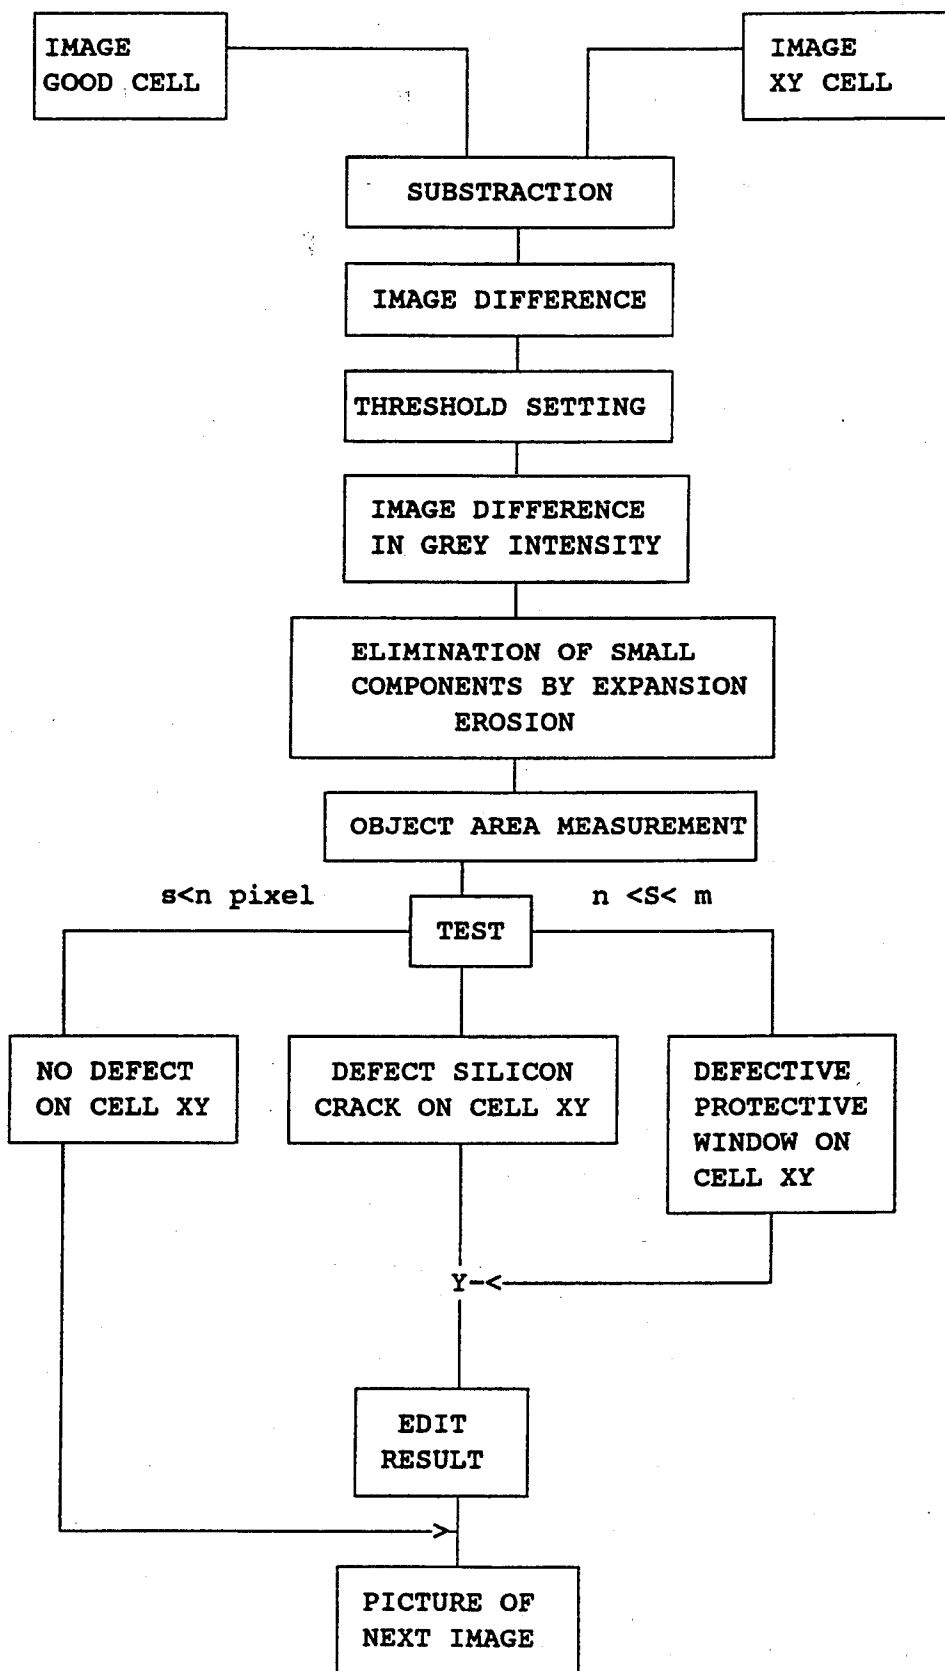 IMAGE
GOOD CELL
IMAGE
XY CELL
SUBSTRACTION
IMAGE DIFFERENCE
THRESHOLD SETTING
IMAGE DIFFERENCE
IN GREY INTENSITY
ELIMINATION OF SMALL
COMPONENTS BY EXPANSION
EROSION
OBJECT AREA MEASUREMENT
s<n pixel
n <S< m
TEST
NO DEFECT
ON CELL XY
DEFECT SILICON
CRACK ON CELL XY
DEFECTIVE
PROTECTIVE
WINDOW ON
CELL XY
Y-<
EDIT
RESULT
>
PICTURE OF
NEXT IMAGE